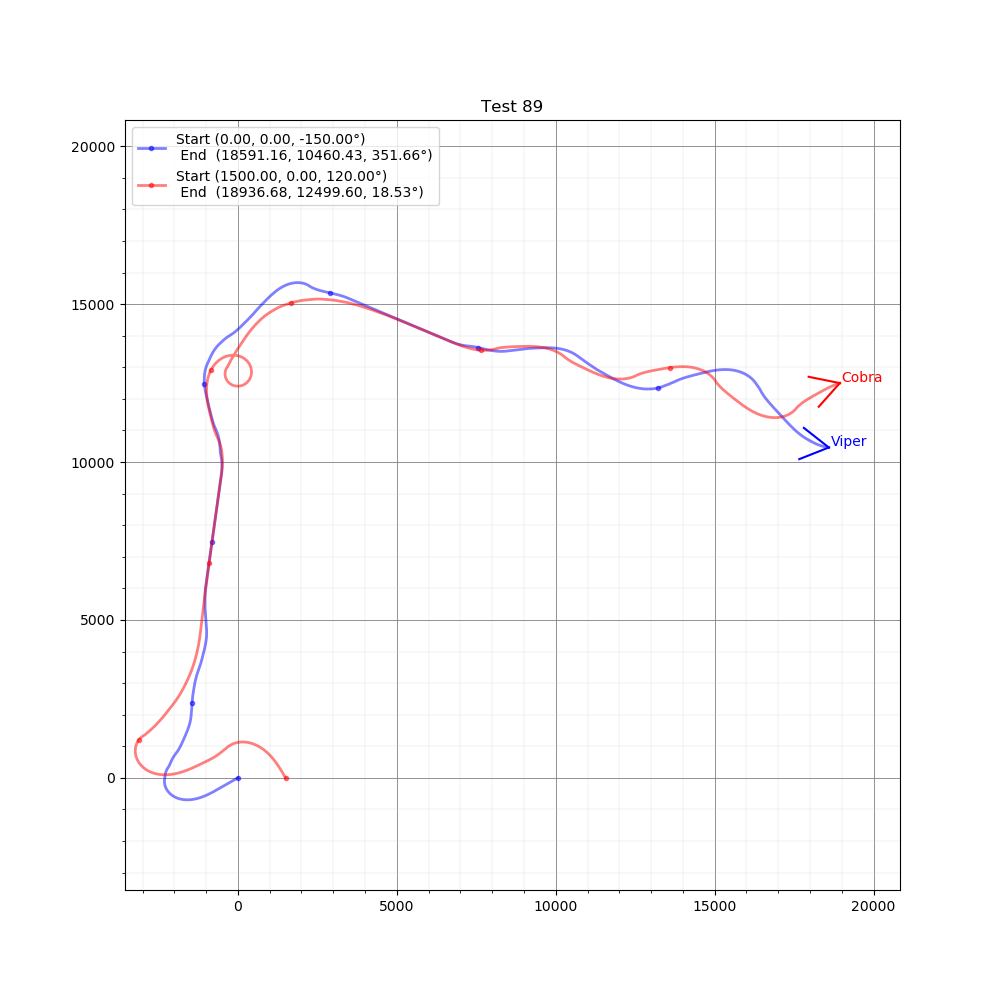 Test 89
Start (0.00, 0.00, -150.00°)
End (18591.16, 10460.43, 351.66°)
Start (1500.00, 0.00, 120.00°)
End (18936.68, 12499.60, 18.53°)
20000
15000
Cobra
Viper
10000
5000
0
0 5000 10000 15000 20000